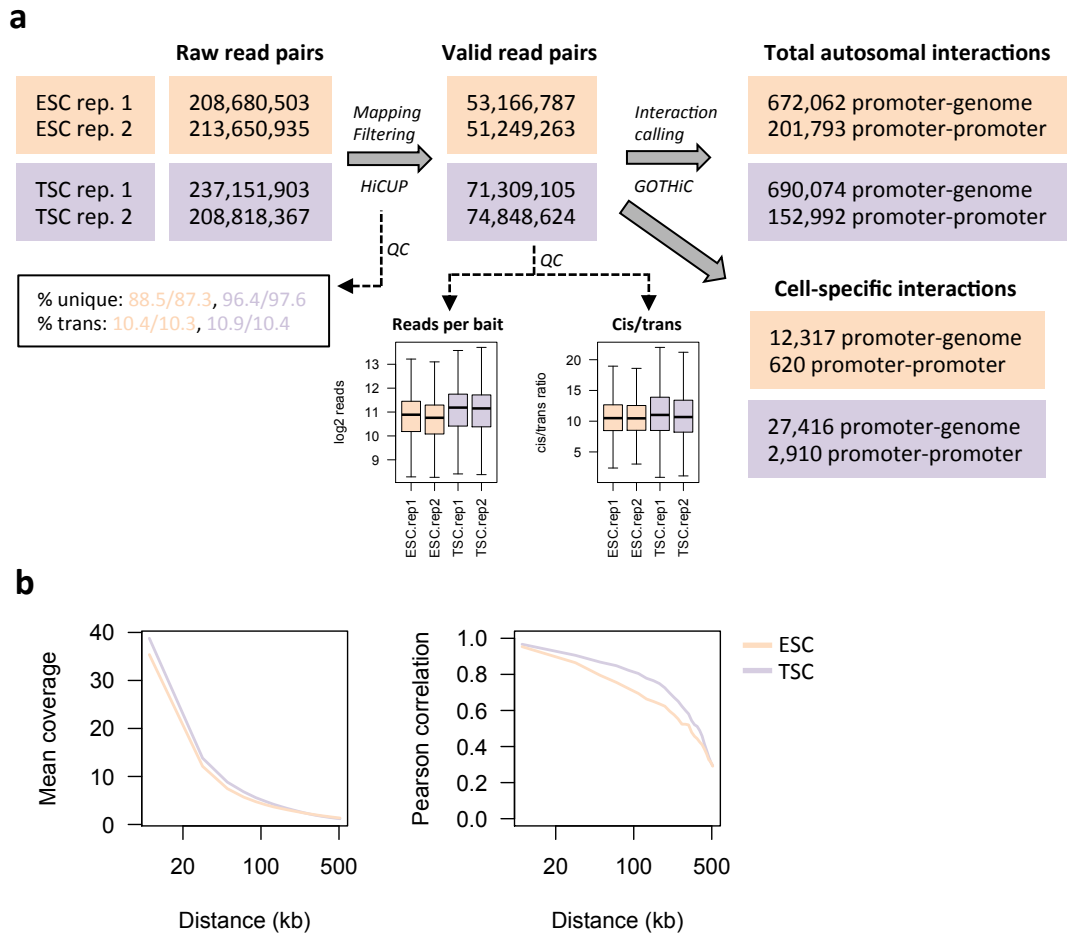 a
Raw read pairs
Valid read pairs
Total autosomal interactions
ESC rep. 1
ESC rep. 2
208,680,503
213,650,935
Mapping
Filtering
HiCUP
53,166,787
51,249,263
Interaction
calling
GOTHiC
672,062 promoter-genome
201,793 promoter-promoter
TSC rep. 1
TSC rep. 2
237,151,903
208,818,367
71,309,105
74,848,624
690,074 promoter-genome
152,992 promoter-promoter
QC
QC
% unique: 88.5/87.3, 96.4/97.6
% trans: 10.4/10.3, 10.9/10.4
Cell-specific interactions
12,317 promoter-genome
620 promoter-promoter
27,416 promoter-genome
2,910 promoter-promoter
Reads per bait
log2 reads
13
12
11
10
9
ESC.rep1
ESC.rep2
TSC.rep1
TSC.rep2
Cis/trans
cis/trans ratio
20
15
10
5
ESC.rep1
ESC.rep2
TSC.rep1
TSC.rep2
b
Mean coverage
40
30
20
10
0
20
100
500
Distance (kb)
Pearson correlation
1.0
0.8
0.6
0.4
0.2
0.0
20
100
500
Distance (kb)
ESC
TSC